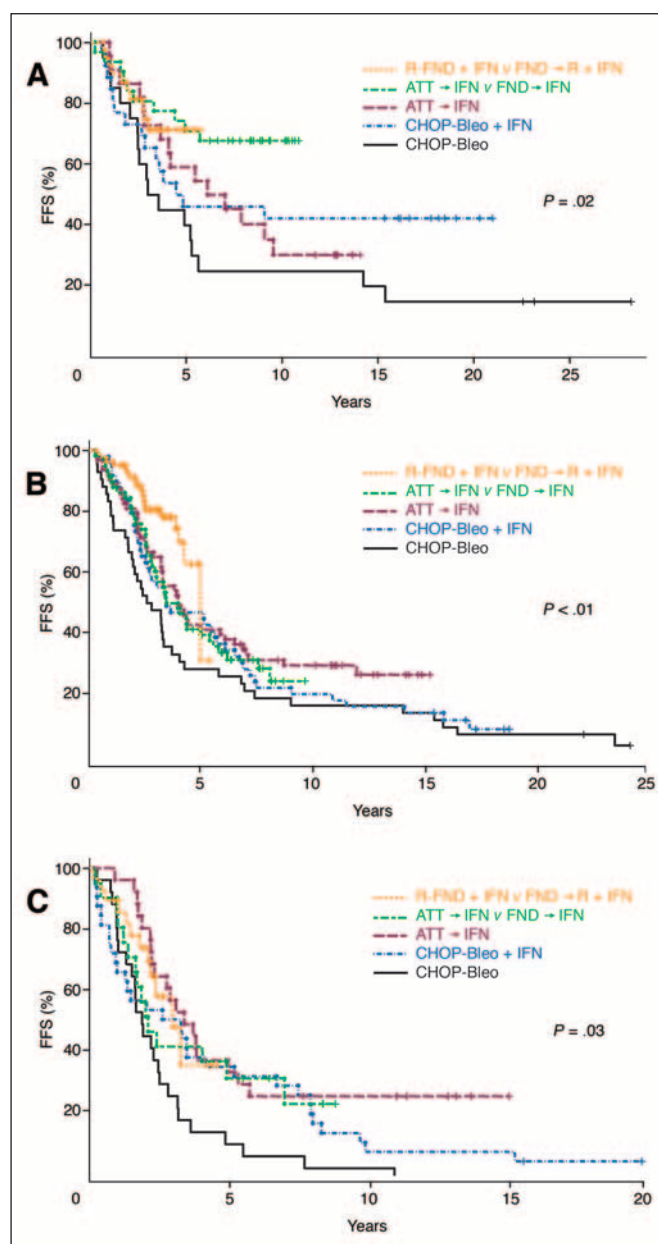 A
100
80
60
40
20
0
FFS (%)
R-FND + IFN v FND → R + IFN
ATT → IFN v FND → IFN
ATT → IFN
CHOP-Bleo + IFN
CHOP-Bleo
P = .02
5 10 15 20 25
Years
B
100
80
60
40
20
0
FFS (%)
R-FND + IFN v FND → R + IFN
ATT → IFN v FND → IFN
ATT → IFN
CHOP-Bleo + IFN
CHOP-Bleo
P < .01
5 10 15 20 25
Years
C
100
80
60
40
20
0
FFS (%)
R-FND + IFN v FND → R + IFN
ATT → IFN v FND → IFN
ATT → IFN
CHOP-Bleo + IFN
CHOP-Bleo
P = .03
5 10 15 20
Years